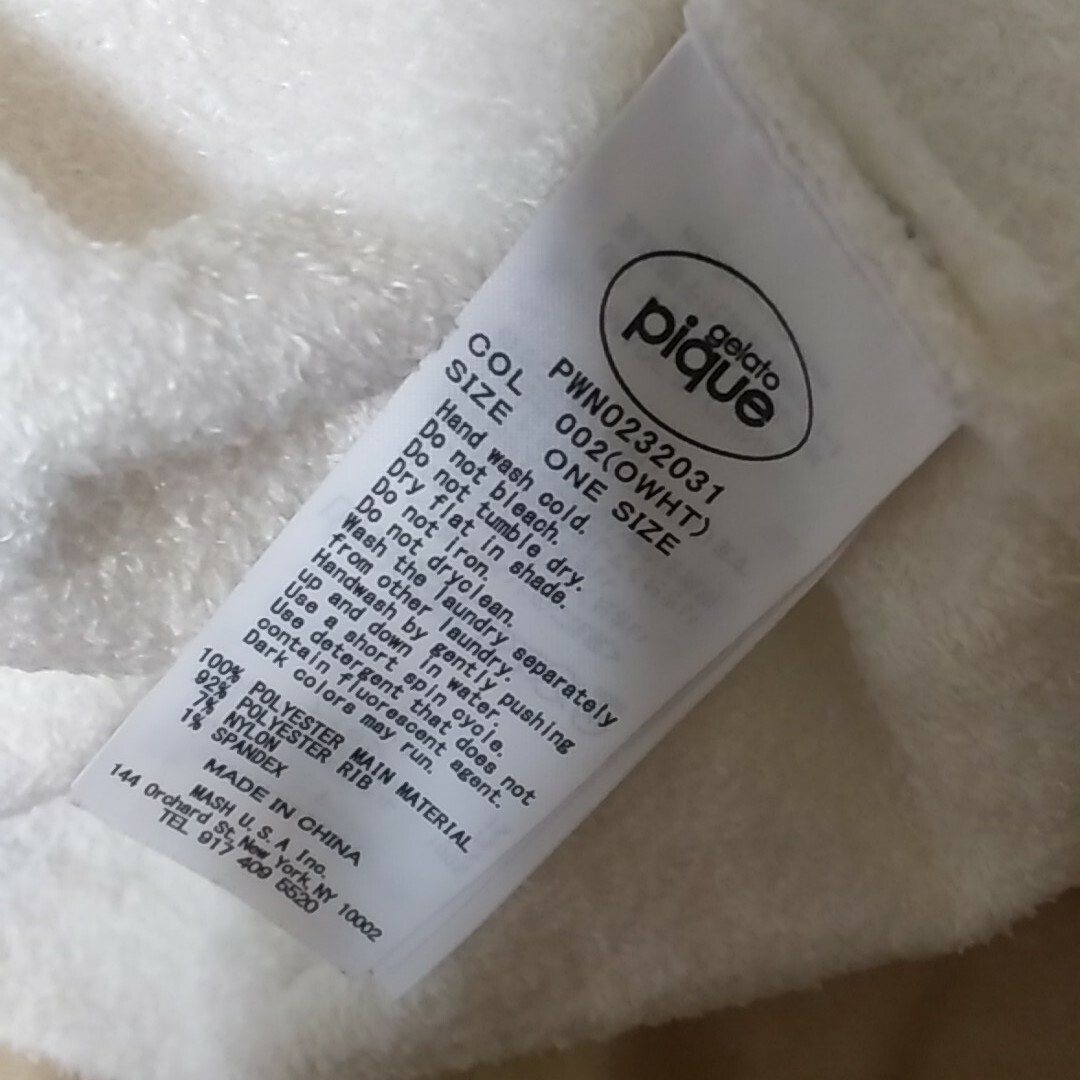 gelato
pique
PWN0232031
COL 002(OWHT)
SIZE ONE SIZE
Hand wash cold.
Do not bleach.
Do not tumble dry.
Dry flat in shade.
Do not iron.
Do not dryclean.
Wash the laundry separately
from other laundry.
Handwash by gently pushing
up and down in water.
Use a short spin cycle.
Use detergent that does not
contain fluorescent agent.
Dark colors may run.
100% POLYESTER MAIN MATERIAL
92% POLYESTER RIB
7% NYLON
1% SPANDEX
MADE IN CHINA
MASH U.S.A Inc.
144 Orchard St, New York, NY 10002
TEL 917 409 5520